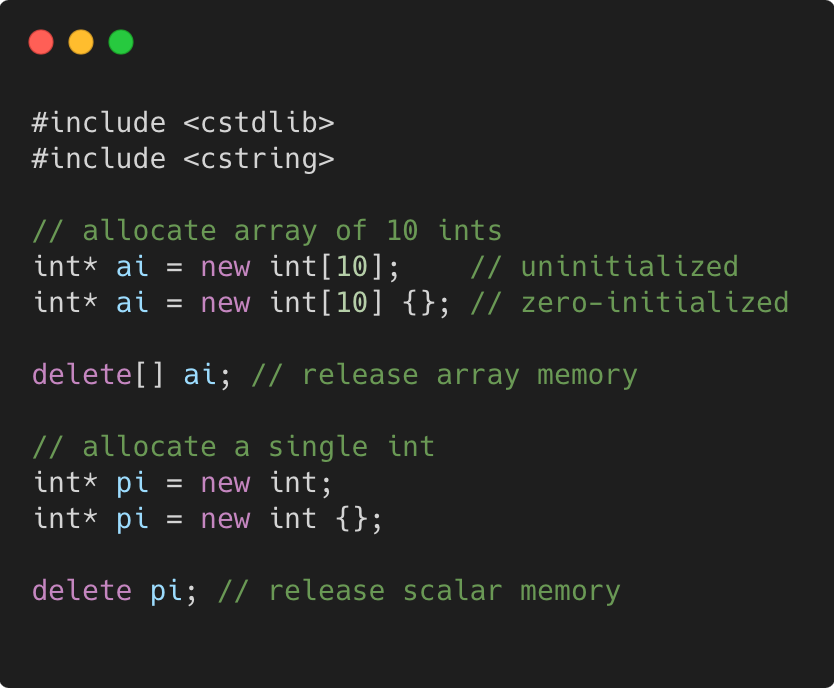 #include <cstdlib>
#include <cstring>
// allocate array of 10 ints
int* ai = new int[10];    // uninitialized
int* ai = new int[10] {}; // zero-initialized
delete[] ai; // release array memory
// allocate a single int
int* pi = new int;
int* pi = new int {};
delete pi; // release scalar memory